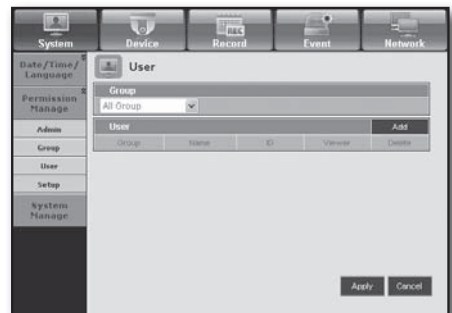 System Device Record Event Network
REC
Date/Time/
Language
User
Permission
Manage
Group
All Group
Admin
User Add
Group
Group Name ID Viewer Delete
User
Setup
System
Manage
Apply Cancel